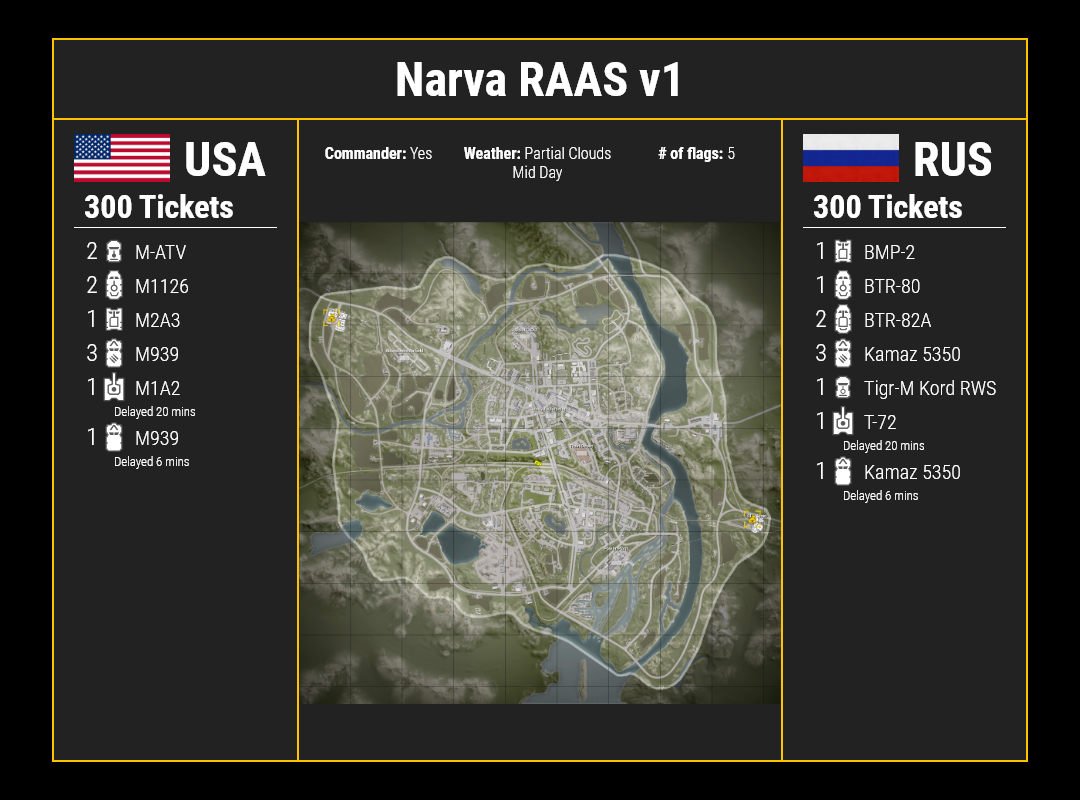 Narva RAAS v1
USA
300 Tickets
2 M-ATV
2 M1126
1 M2A3
3 M939
1 M1A2
Delayed 20 mins
1 M939
Delayed 6 mins
Commander: Yes
Weather: Partial Clouds
Mid Day
# of flags: 5
RUS
300 Tickets
1 BMP-2
1 BTR-80
2 BTR-82A
3 Kamaz 5350
1 Tigr-M Kord RWS
1 T-72
Delayed 20 mins
1 Kamaz 5350
Delayed 6 mins